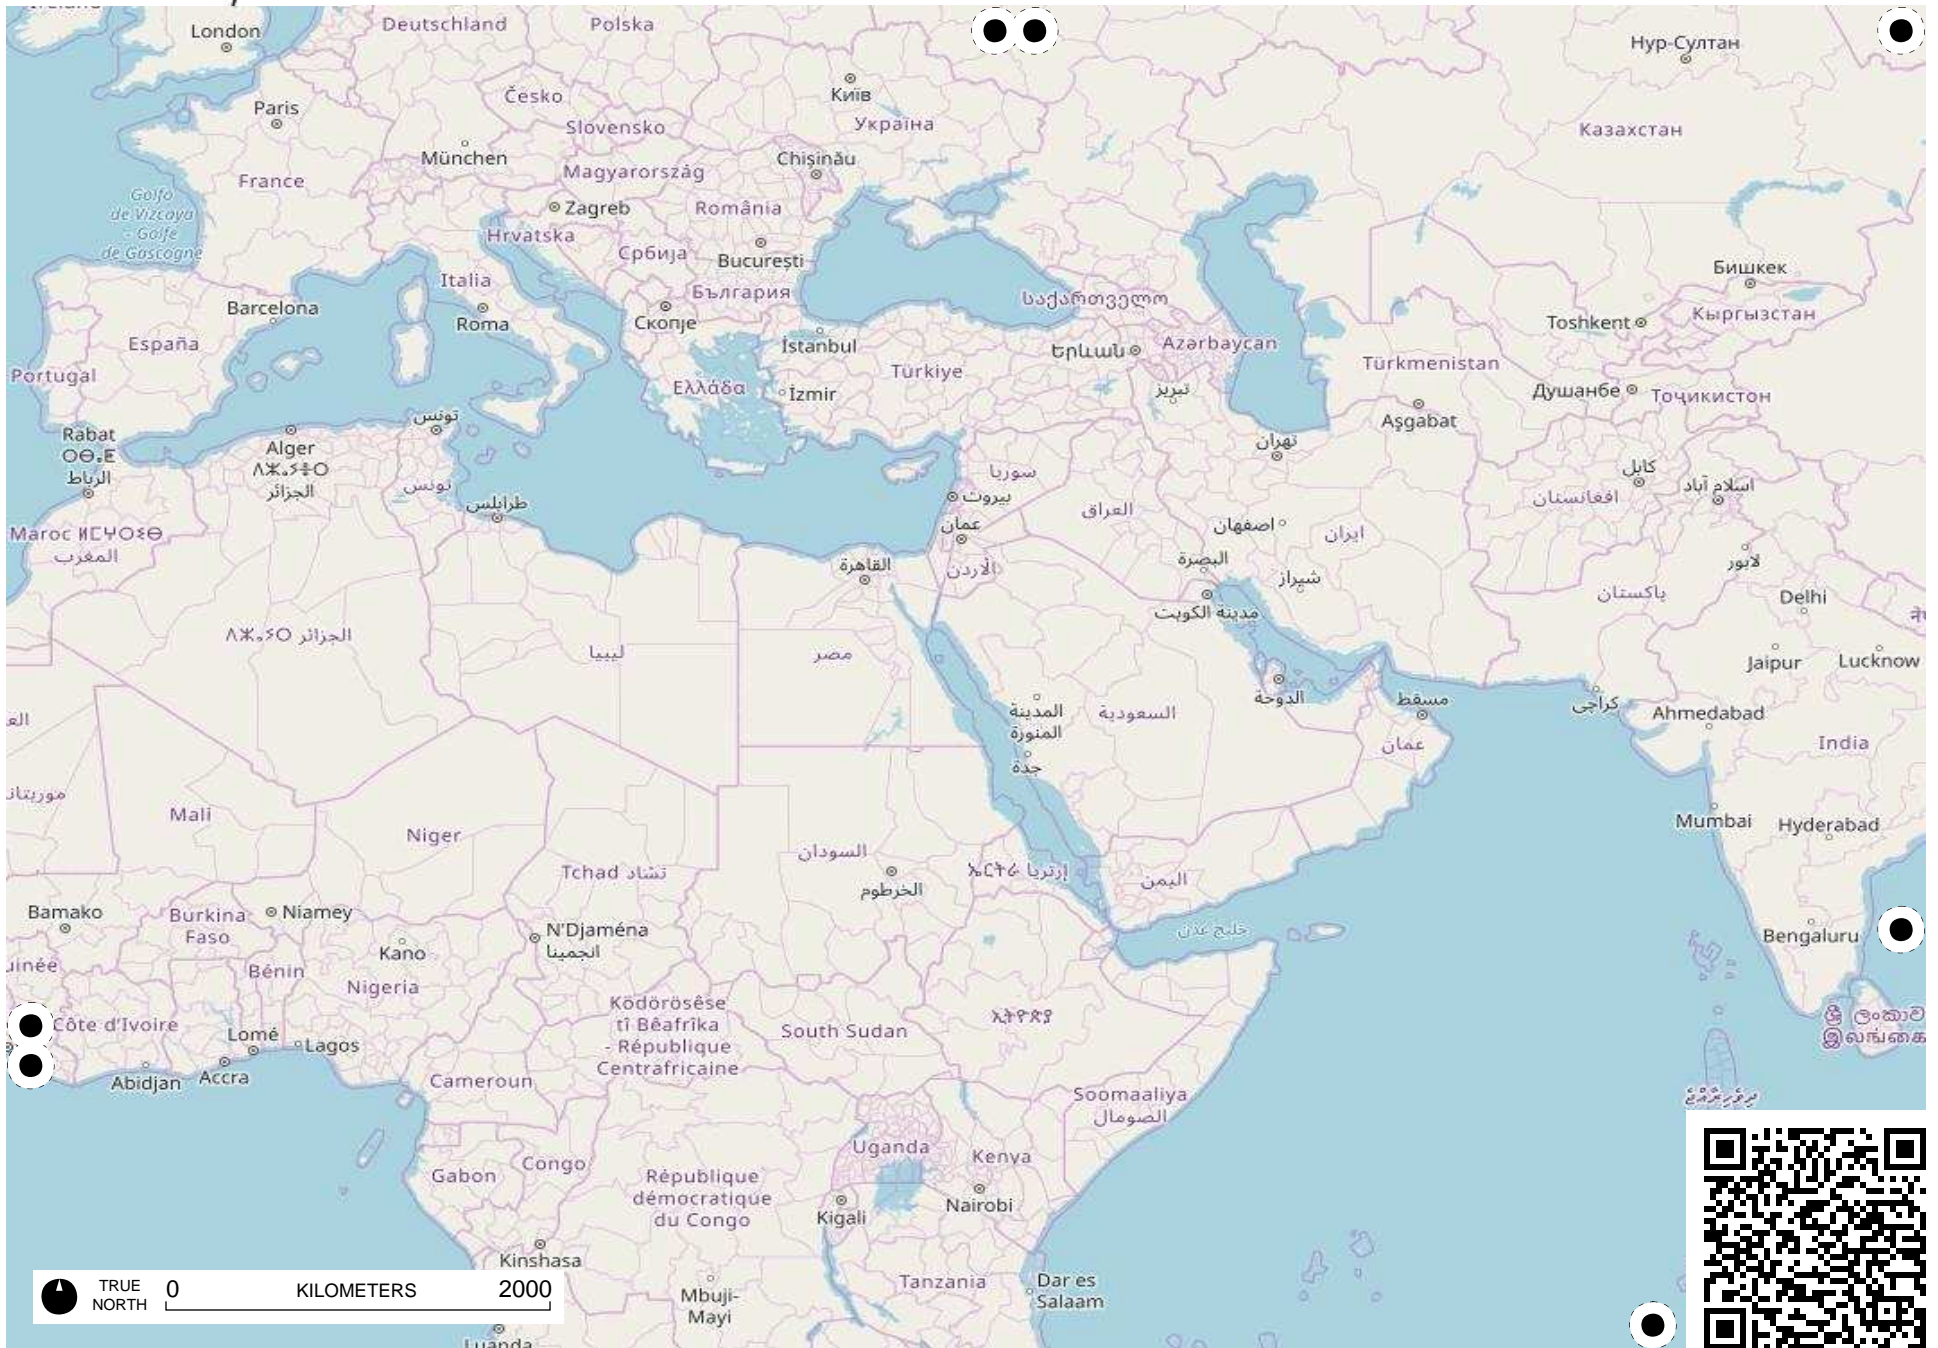 London
Deutschland
Polska
Нур-Султан
Paris
Česko
Київ
Україна
Казахстан
Slovensko
München
Chișinău
Magyarország
France
Golfo
de Vizcaya
- Golfe
de Gascogne
Zagreb
România
Hrvatska
Србија
București
Бишкек
Italia
България
საქართველო
Barcelona
Roma
Скопје
Toshkent
Кыргызстан
España
İstanbul
Երևան
Azərbaycan
Türkmenistan
Portugal
Türkiye
Ελλάδα
İzmir
تبریز
Душанбе
Тоҷикистон
Aşgabat
تونس
Rabat
ⵔⴱⴰⵟ
الرباط
Alger
ⴷⵣⴰⵢⴻⵔ
الجزائر
تهران
سوريا
کابل
اسلام آباد
تونس
طرابلس
بيروت
افغانستان
العراق
اصفهان
ایران
عمان
Maroc ⵍⵎⵖⵔⵉⴱ
المغرب
القاهرة
الأردن
البصرة
شیراز
لاہور
مدينة الكويت
پاکستان
Delhi
ⴷⵣⴰⵢⵔ الجزائر
ليبيا
مصر
Jaipur
Lucknow
المدينة
المنورة
السعودية
الدوحة
مسقط
کراچی
Ahmedabad
عمان
India
جدة
Mali
Niger
Mumbai
Hyderabad
السودان
Tchad تشاد
ኤርትራ إرتريا
اليمن
الخرطوم
Bamako
Burkina
Faso
Niamey
N'Djaména
انجمينا
خليج عدن
Bengaluru
Kano
Bénin
Nigeria
Ködörösêse
tî Bêafrîka
- République
Centrafricaine
South Sudan
ኢትዮጵያ
Côte d'Ivoire
Lomé
Lagos
Abidjan
Accra
Cameroun
Soomaaliya
الصومال
ދިވެހިރާއްޖެ
Uganda
Kenya
Gabon
Congo
République
démocratique
du Congo
Nairobi
Kigali
Kinshasa
Tanzania
Dar es
Salaam
Mbuji-
Mayi
TRUE
NORTH
0 KILOMETERS 2000
Luanda